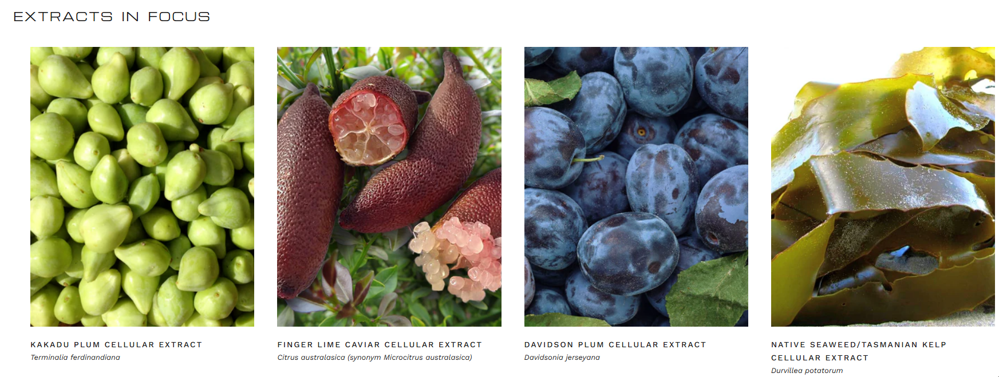 EXTRACTS IN FOCUS
KAKADU PLUM CELLULAR EXTRACT
Terminalia ferdinandiana
FINGER LIME CAVIAR CELLULAR EXTRACT
Citrus australasica (synonym Microcitrus australasica)
DAVIDSON PLUM CELLULAR EXTRACT
Davidsonia jerseyana
NATIVE SEAWEED/TASMANIAN KELP
CELLULAR EXTRACT
Durvillea potatorum